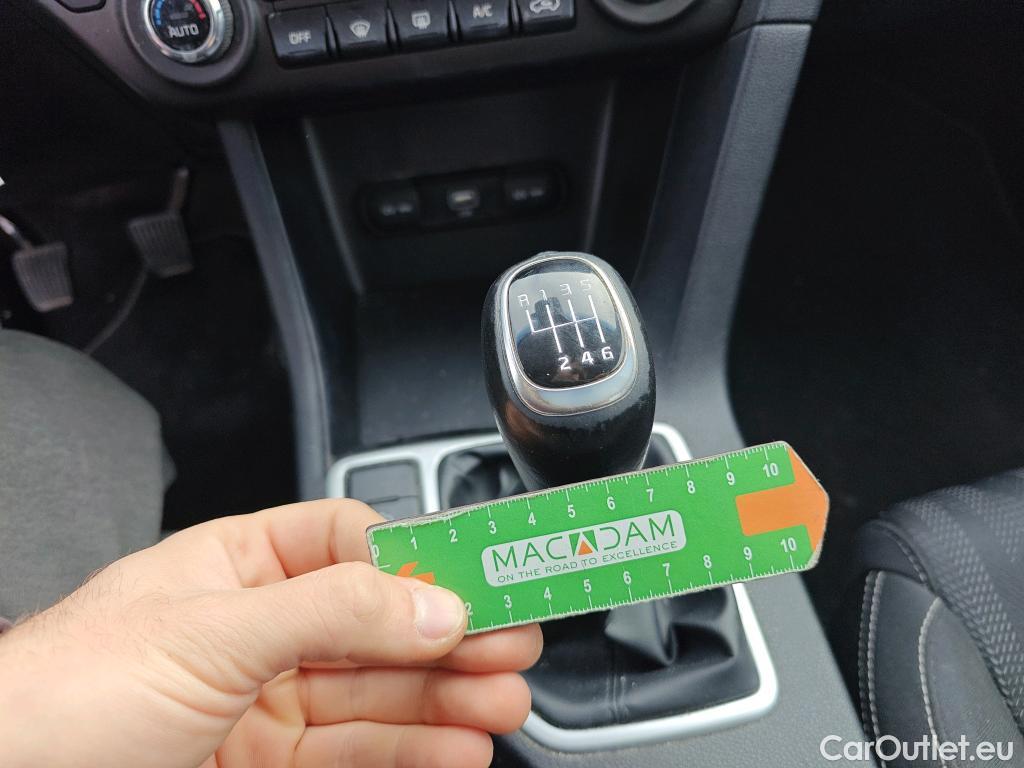 AUTO
OFF
A/C
R 1 3 5
2 4 6
0 1 2 3 4 5 6 7 8 9 10
MACADAM
ON THE ROAD TO EXCELLENCE
2 3 4 5 6 7 8 9 10
CarOutlet.eu